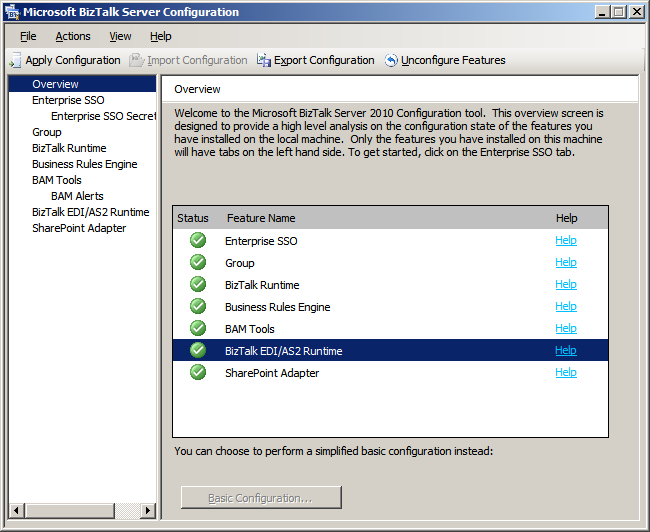 Microsoft BizTalk Server Configuration
File Actions View Help
Apply Configuration Import Configuration Export Configuration Unconfigure Features
Overview
Enterprise SSO
Enterprise SSO Secret
Group
BizTalk Runtime
Business Rules Engine
BAM Tools
BAM Alerts
BizTalk EDI/AS2 Runtime
SharePoint Adapter
Overview
Welcome to the Microsoft BizTalk Server 2010 Configuration tool. This overview screen is
designed to provide a high level analysis on the configuration state of the features you
have installed on the local machine. Only the features you have installed on this machine
will have tabs on the left hand side. To get started, click on the Enterprise SSO tab.
Status Feature Name Help
Enterprise SSO Help
Group Help
BizTalk Runtime Help
Business Rules Engine Help
BAM Tools Help
BizTalk EDI/AS2 Runtime Help
SharePoint Adapter Help
You can choose to perform a simplified basic configuration instead:
Basic Configuration...